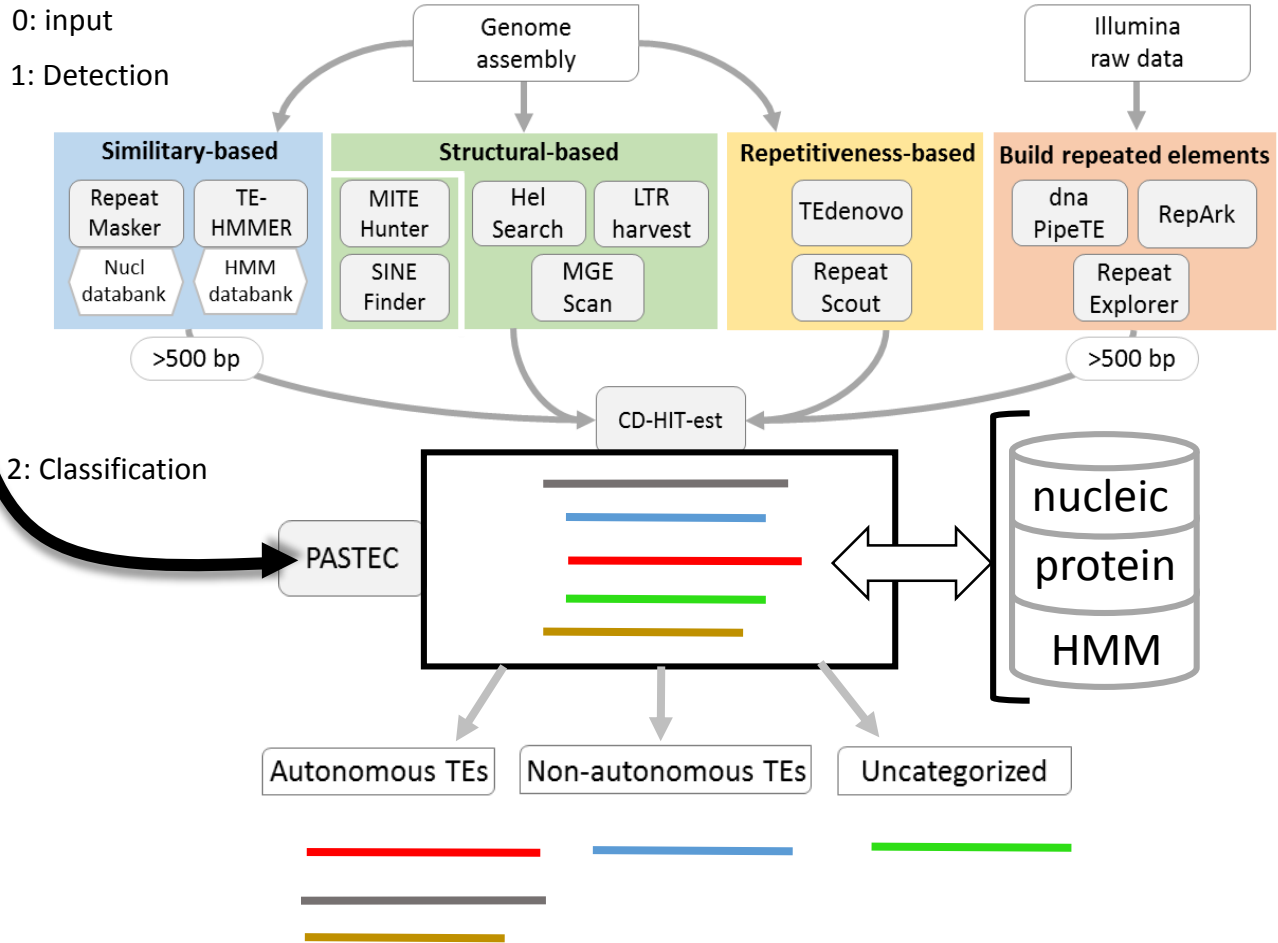 0: input
Genome
assembly
Illumina
raw data
1: Detection
Similitary-based
Structural-based
Repetitiveness-based
Build repeated elements
Repeat
Masker
TE-
HMMER
Nucl
databank
HMM
databank
MITE
Hunter
SINE
Finder
Hel
Search
LTR
harvest
MGE
Scan
TEdenovo
Repeat
Scout
dna
PipeTE
RepArk
Repeat
Explorer
>500 bp
>500 bp
CD-HIT-est
2: Classification
PASTEC
nucleic
protein
HMM
Autonomous TEs
Non-autonomous TEs
Uncategorized